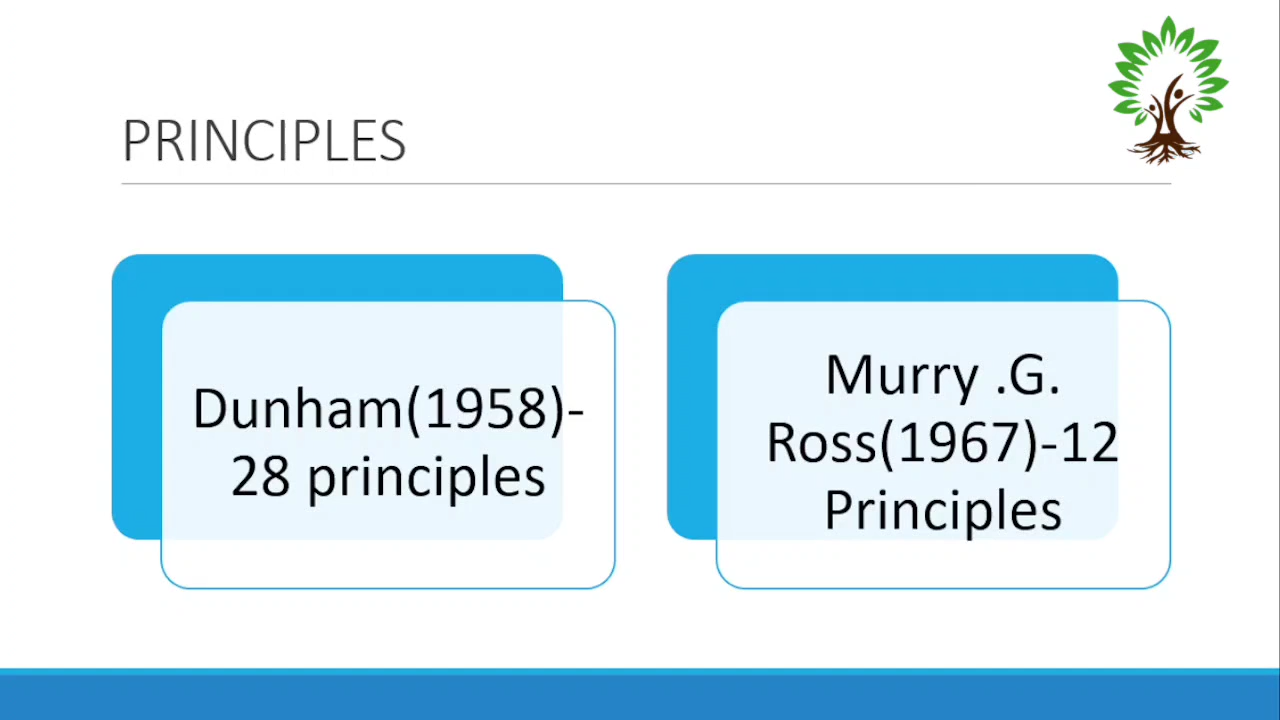 PRINCIPLES
Dunham(1958)-
28 principles
Murry .G.
Ross(1967)-12
Principles